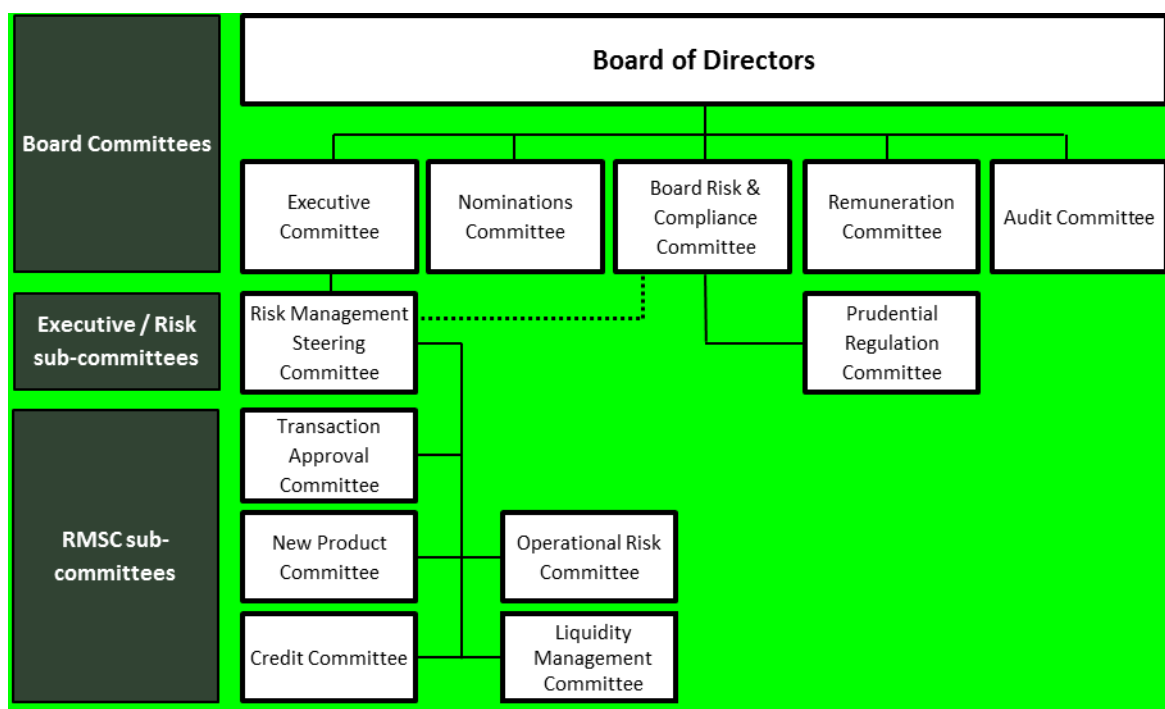 Board of Directors
Board Committees
Executive
Committee
Nominations
Committee
Board Risk &
Compliance
Committee
Remuneration
Committee
Audit Committee
Executive / Risk
sub-committees
Risk Management
Steering
Committee
Prudential
Regulation
Committee
RMSC sub-
committees
Transaction
Approval
Committee
New Product
Committee
Operational Risk
Committee
Credit Committee
Liquidity
Management
Committee